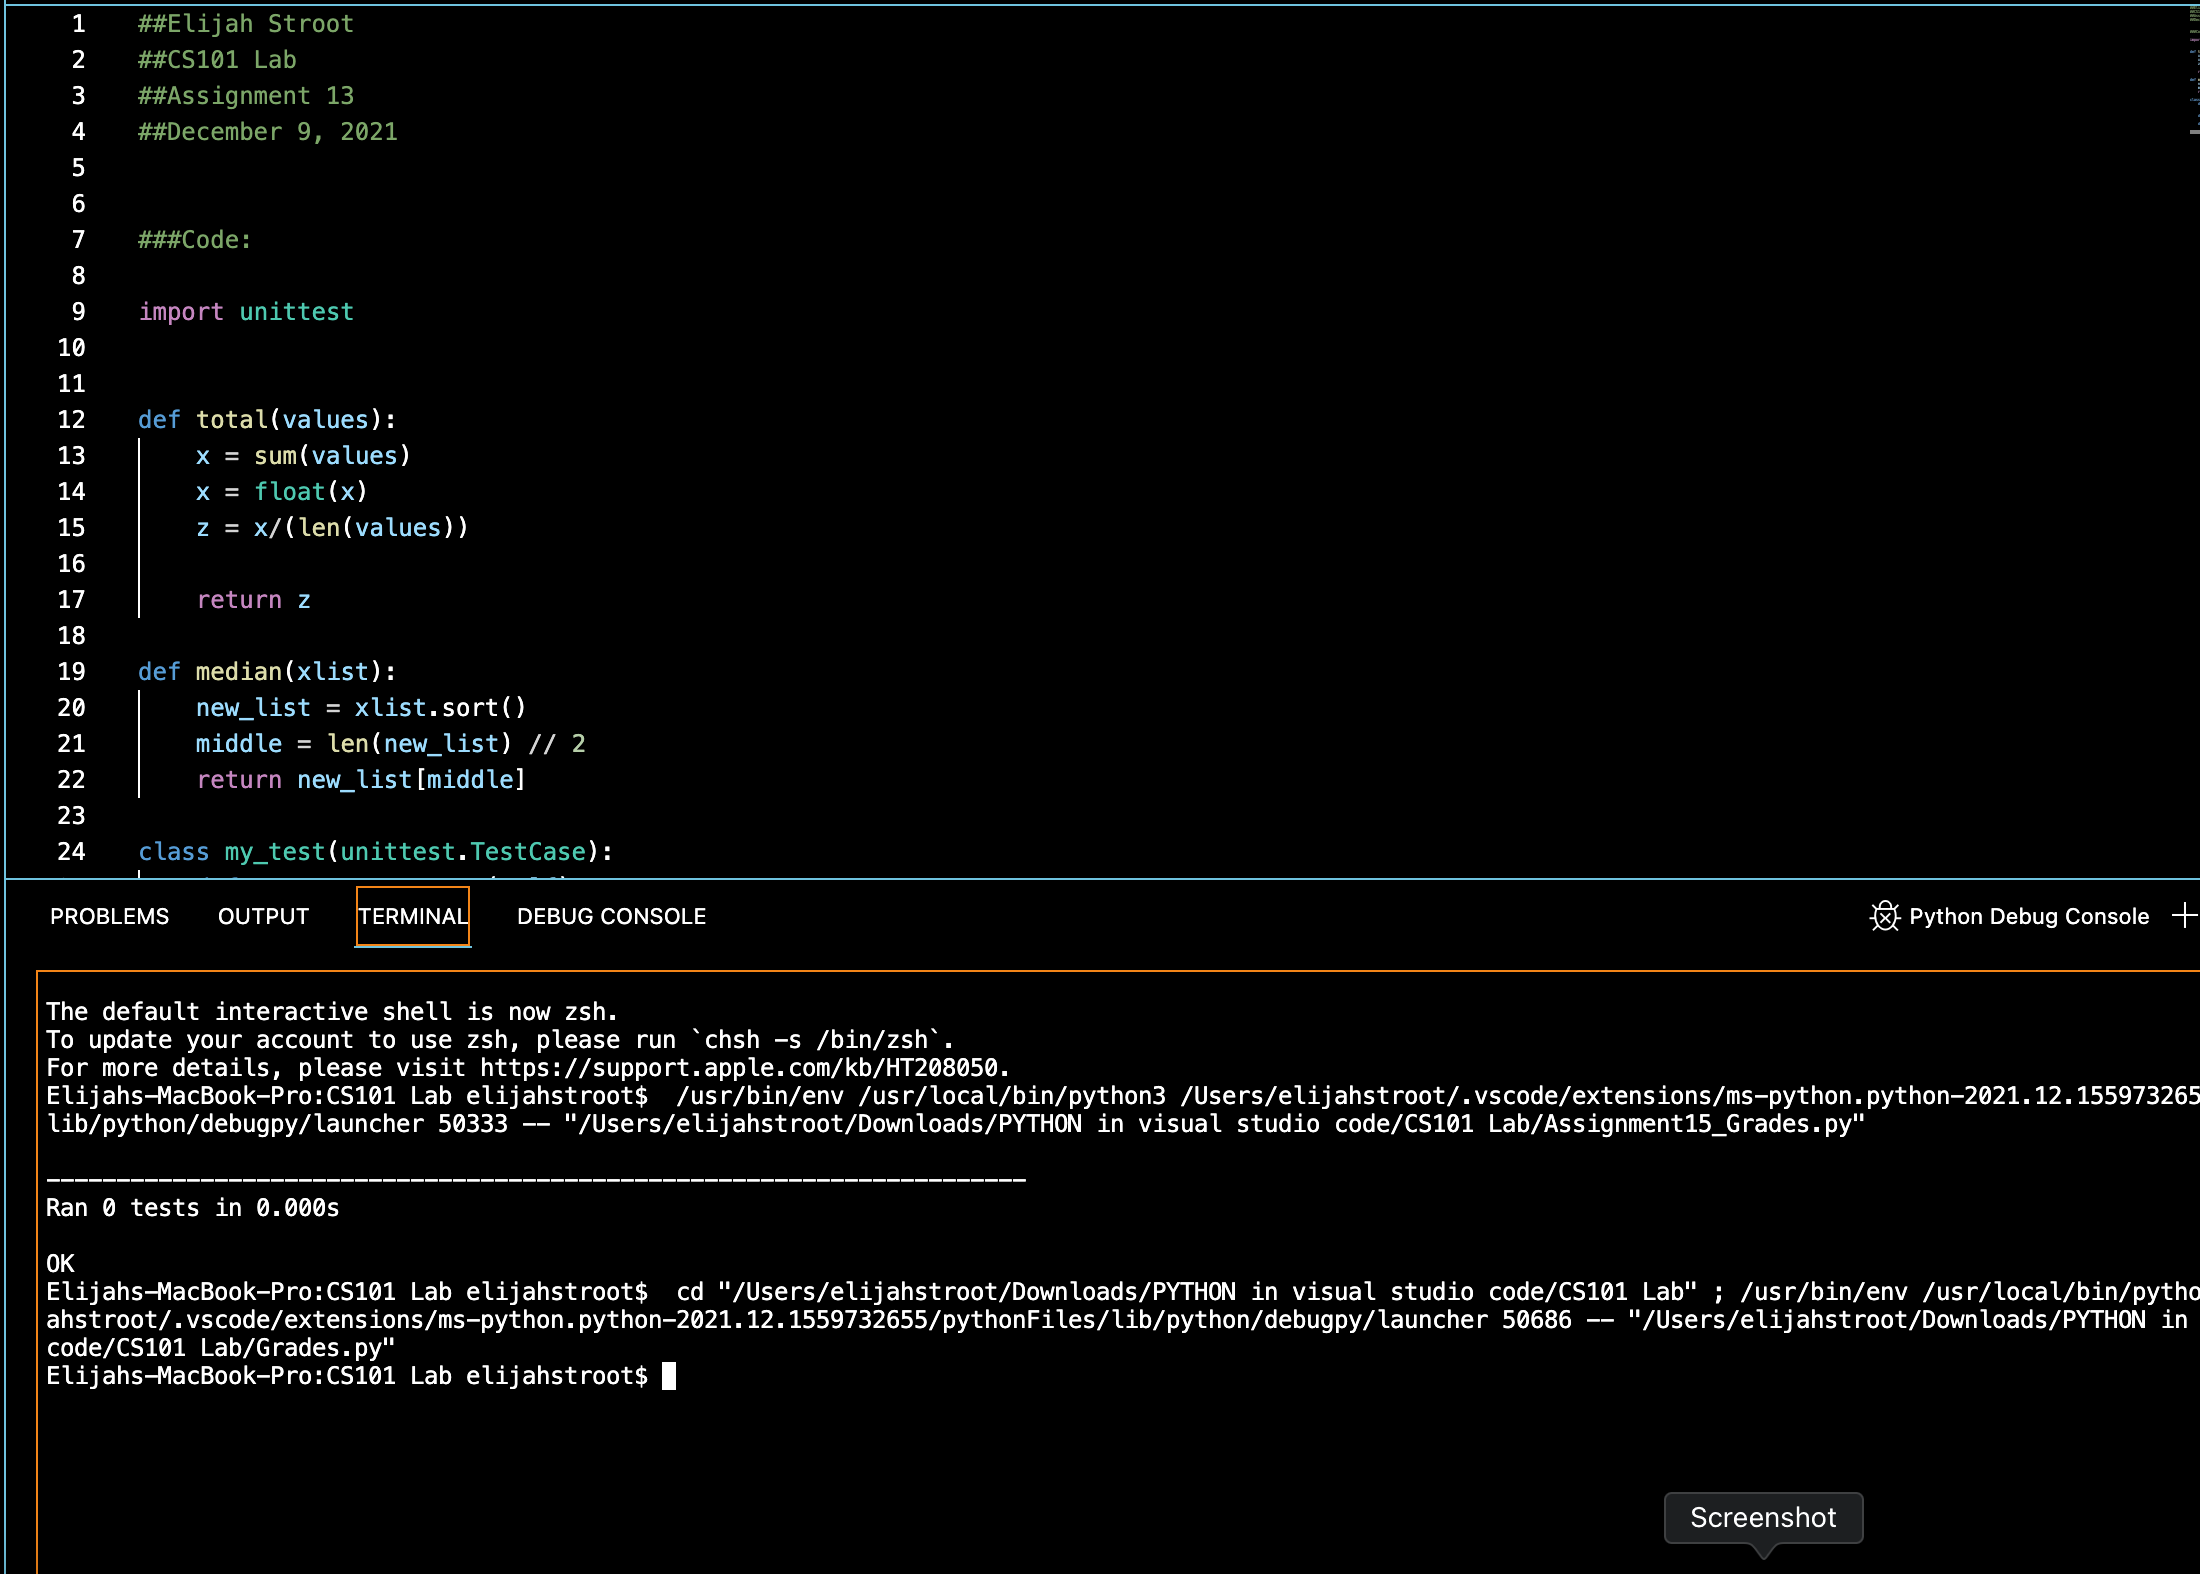 1 ##Elijah Stroot
2 ##CS101 Lab
3 ##Assignment 13
4 ##December 9, 2021
5
6
7 ###Code:
8
9 import unittest
10
11
12 def total(values):
13     x = sum(values)
14     x = float(x)
15     z = x/(len(values))
16
17     return z
18
19 def median(xlist):
20     new_list = xlist.sort()
21     middle = len(new_list) // 2
22     return new_list[middle]
23
24 class my_test(unittest.TestCase):
PROBLEMS OUTPUT TERMINAL DEBUG CONSOLE Python Debug Console
The default interactive shell is now zsh.
To update your account to use zsh, please run `chsh -s /bin/zsh`.
For more details, please visit https://support.apple.com/kb/HT208050.
Elijahs-MacBook-Pro:CS101 Lab elijahstroot$  /usr/bin/env /usr/local/bin/python3 /Users/elijahstroot/.vscode/extensions/ms-python.python-2021.12.1559732655
lib/python/debugpy/launcher 50333 -- "/Users/elijahstroot/Downloads/PYTHON in visual studio code/CS101 Lab/Assignment15_Grades.py"
----------------------------------------------------------------------
Ran 0 tests in 0.000s
OK
Elijahs-MacBook-Pro:CS101 Lab elijahstroot$  cd "/Users/elijahstroot/Downloads/PYTHON in visual studio code/CS101 Lab" ; /usr/bin/env /usr/local/bin/pytho
ahstroot/.vscode/extensions/ms-python.python-2021.12.1559732655/pythonFiles/lib/python/debugpy/launcher 50686 -- "/Users/elijahstroot/Downloads/PYTHON in
code/CS101 Lab/Grades.py"
Elijahs-MacBook-Pro:CS101 Lab elijahstroot$
Screenshot